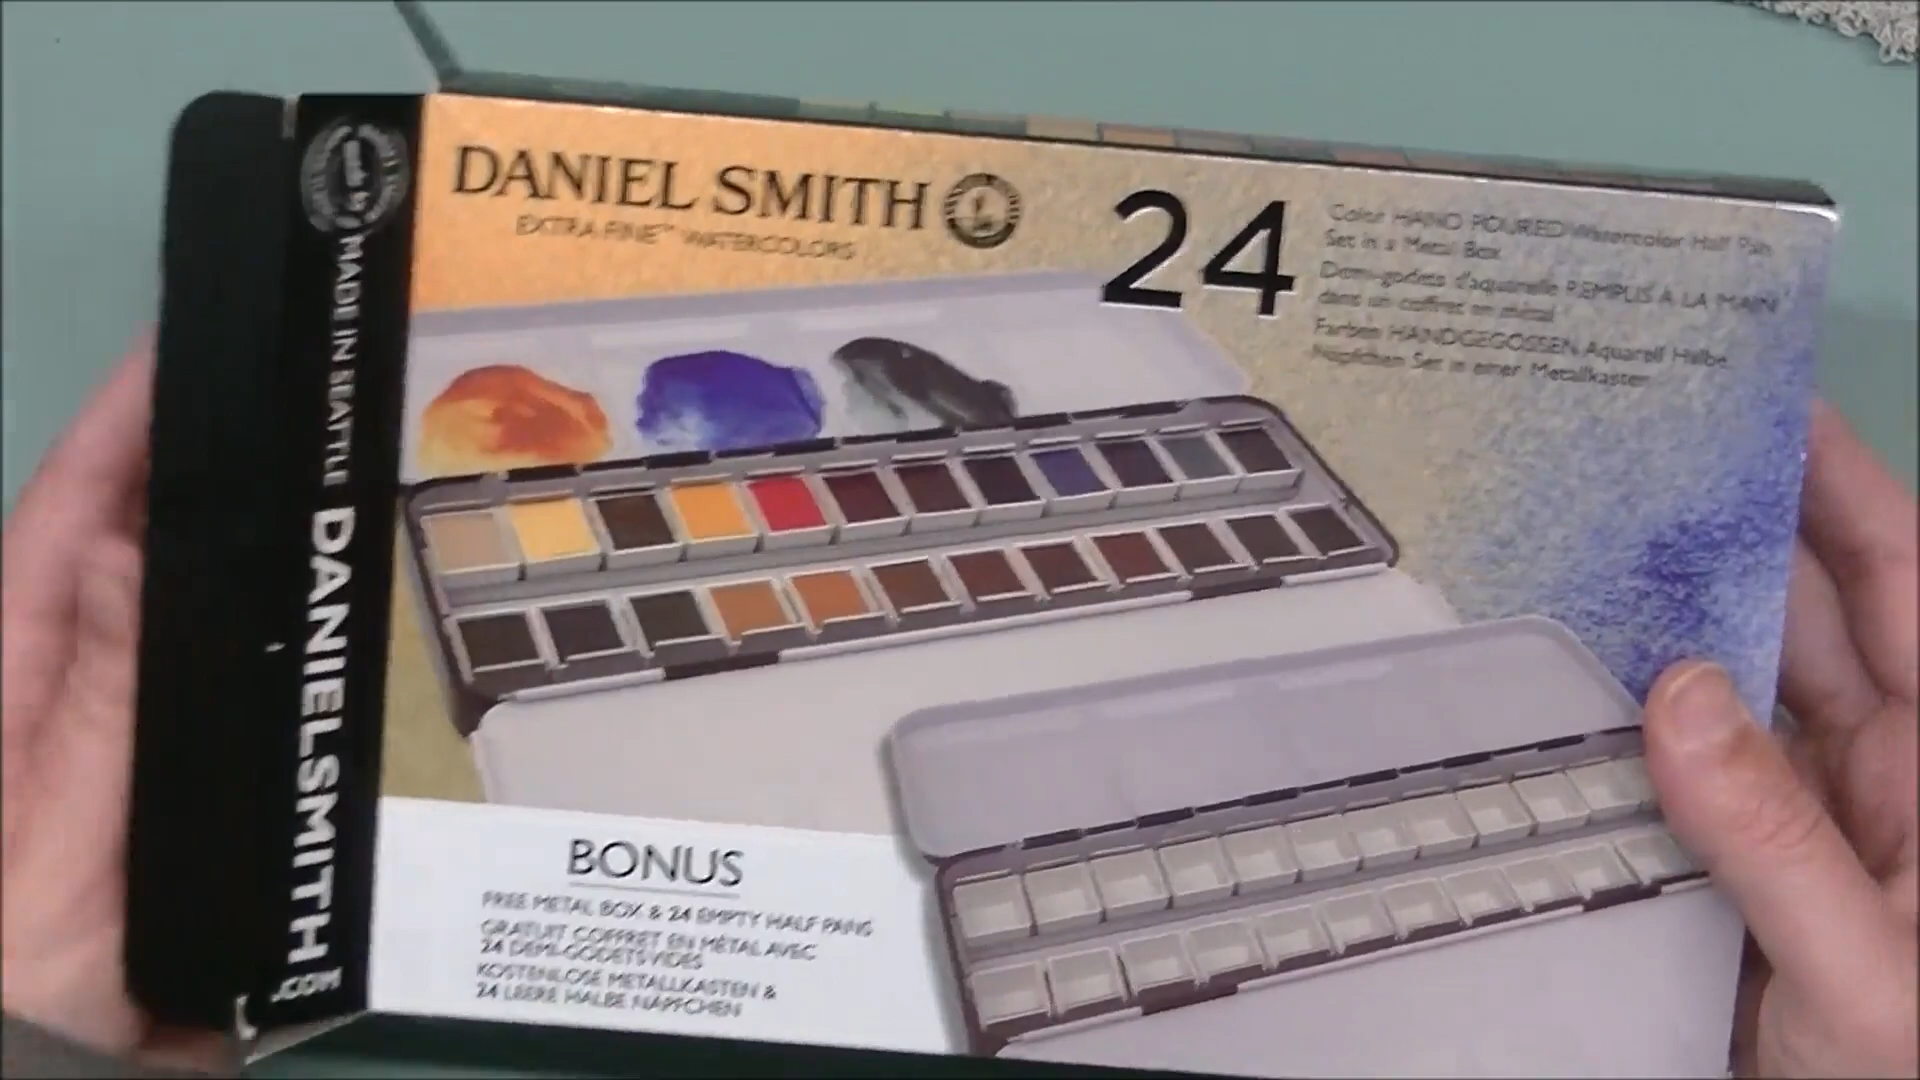 DANIEL SMITH
EXTRA FINE™ WATERCOLORS
24
Color HAND POURED Watercolor Half Pan
Set in a Metal Box
Demi-godets d'aquarelle REMPLIS À LA MAIN
dans un coffret en métal
Farben HANDGEGOSSEN Aquarell Halbe
Näpfchen Set in einer Metallkasten
MADE IN SEATTLE DANIELSMITH
BONUS
FREE METAL BOX & 24 EMPTY HALF PANS
GRATUIT COFFRET EN MÉTAL AVEC
24 DEMI-GODETS VIDES
KOSTENLOSE METALLKASTEN &
24 LEERE HALBE NÄPFCHEN